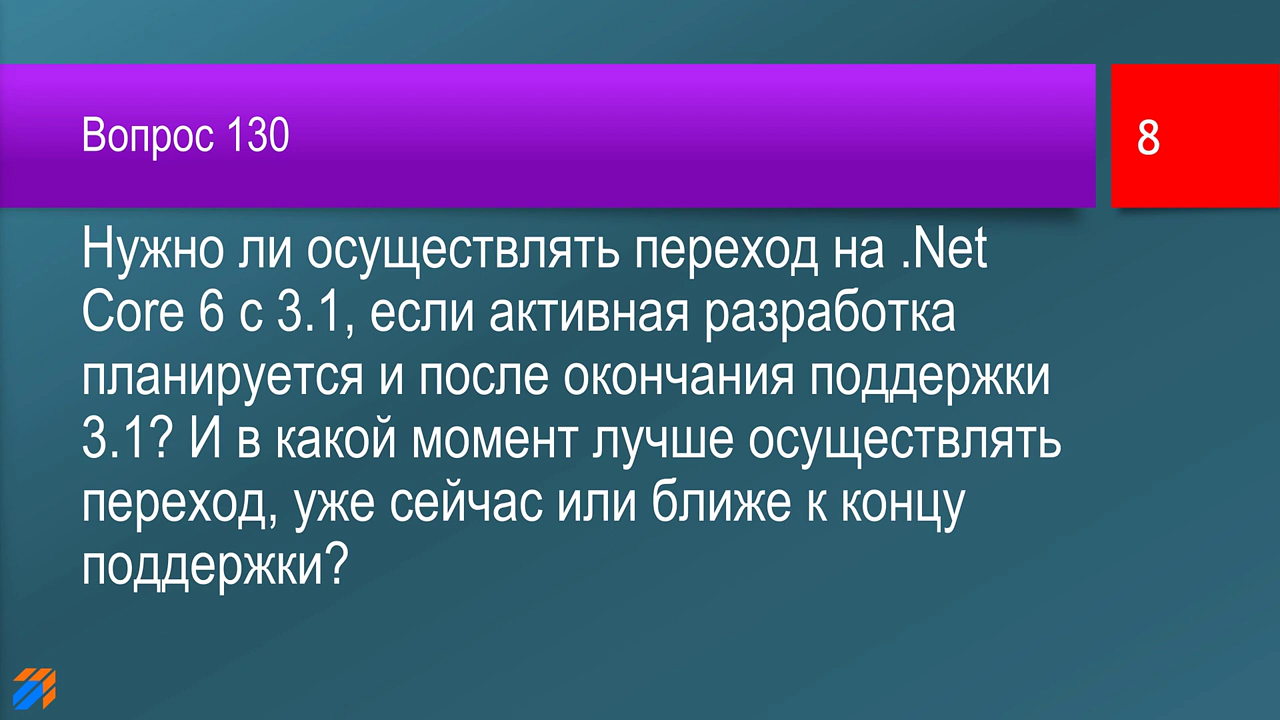 Вопрос 130
8
Нужно ли осуществлять переход на .Net
Core 6 с 3.1, если активная разработка
планируется и после окончания поддержки
3.1? И в какой момент лучше осуществлять
переход, уже сейчас или ближе к концу
поддержки?